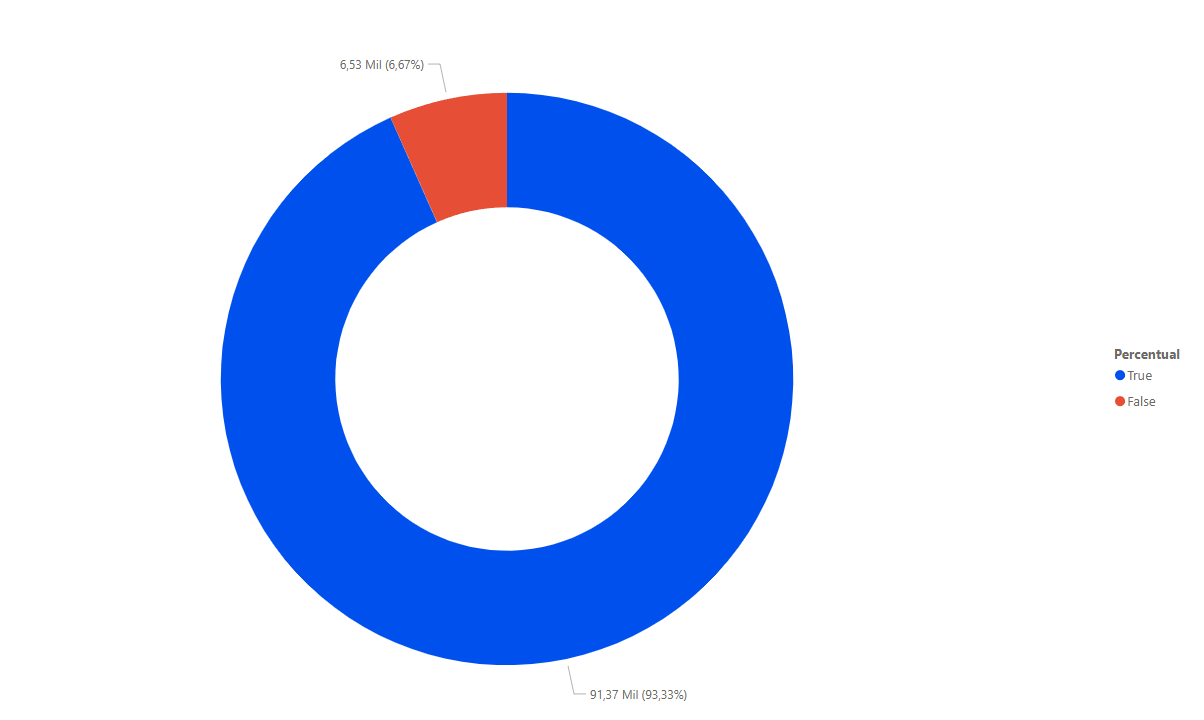 6,53 Mil (6,67%)
Percentual
True
False
91,37 Mil (93,33%)